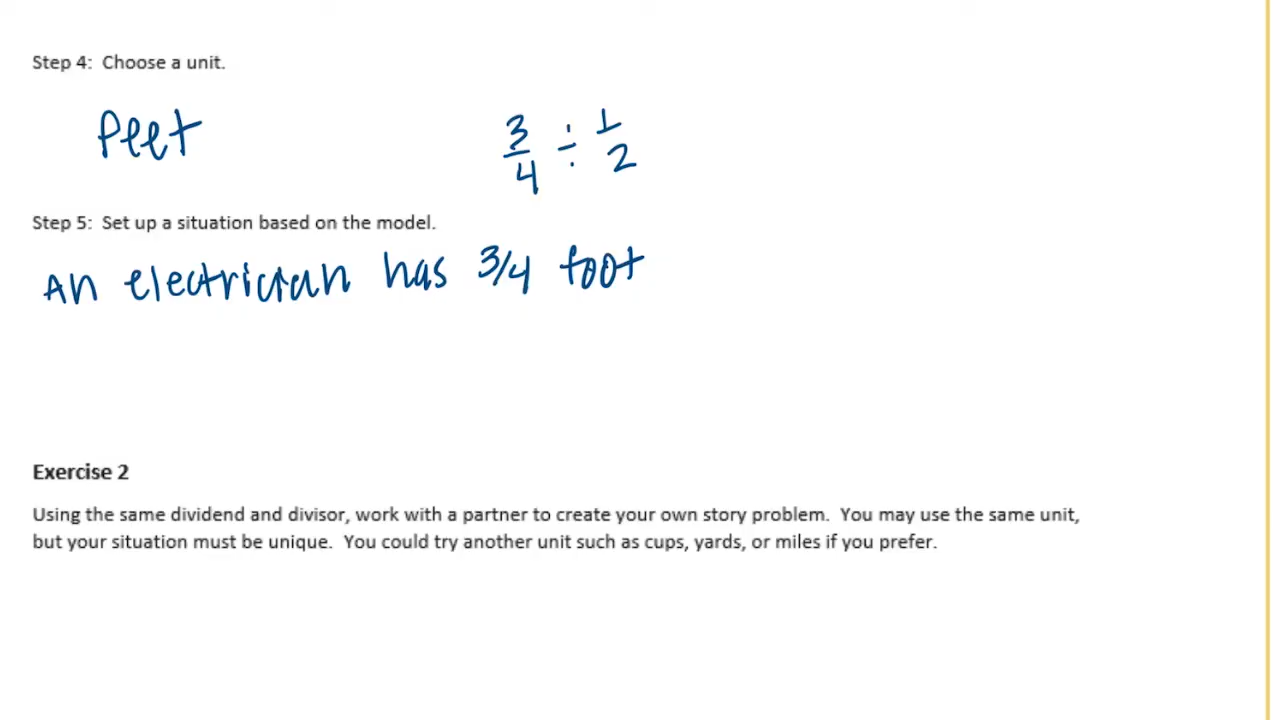 Step 4:  Choose a unit.
feet
3/4 ÷ 1/2
Step 5:  Set up a situation based on the model.
An electrician has 3/4 foot
Exercise 2
Using the same dividend and divisor, work with a partner to create your own story problem.  You may use the same unit,
but your situation must be unique.  You could try another unit such as cups, yards, or miles if you prefer.